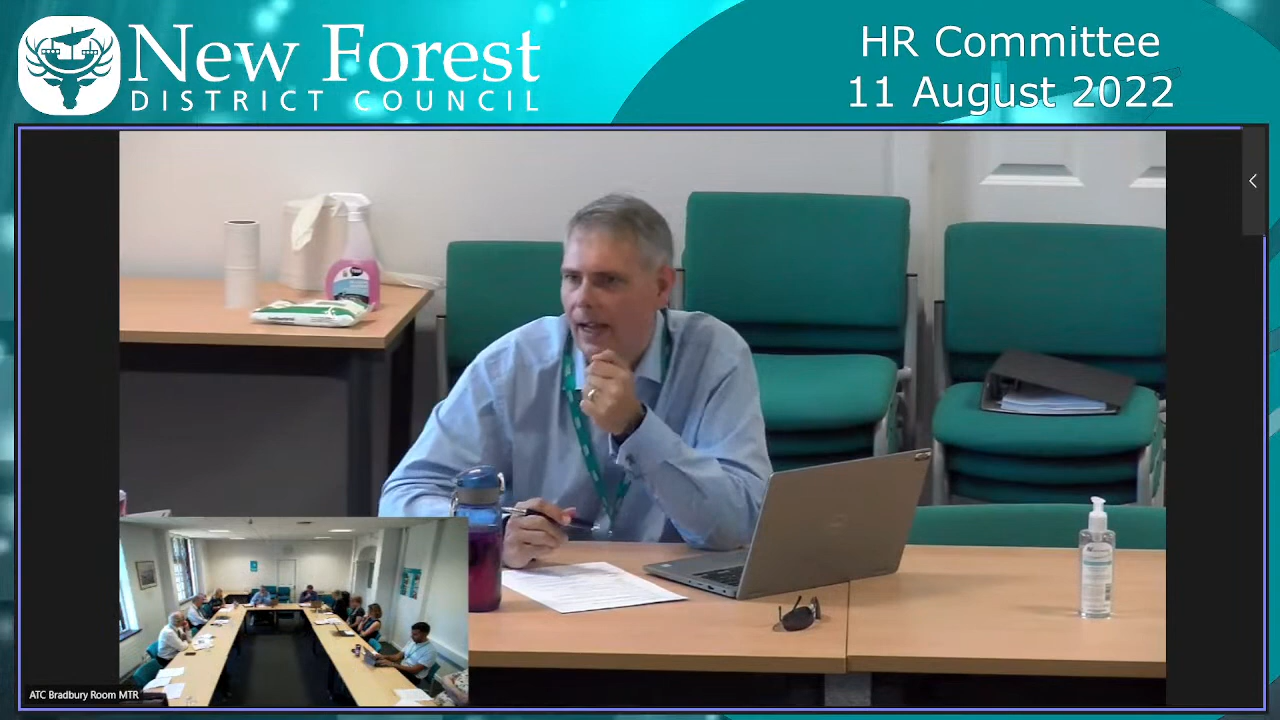 New Forest
DISTRICT COUNCIL
HR Committee
11 August 2022
ATC Bradbury Room MTR